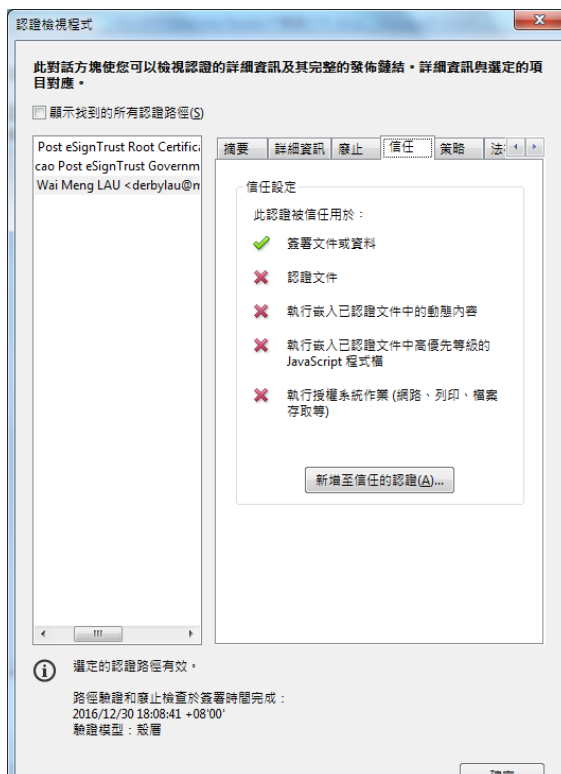 認證檢視程式
此對話方塊使您可以檢視認證的詳細資訊及其完整的發佈鏈結。詳細資訊與選定的項
目對應。
顯示找到的所有認證路徑(S)
Post eSignTrust Root Certific
cao Post eSignTrust Governm
Wai Meng LAU <derbylau@m
摘要 詳細資訊 廢止 信任 策略
信任設定
此認證被信任用於：
簽署文件或資料
認證文件
執行嵌入已認證文件中的動態內容
執行嵌入已認證文件中高優先等級的
JavaScript 程式檔
執行授權系統作業 (網路、列印、檔案
存取等)
新增至信任的認證(A)...
選定的認證路徑有效。
路徑驗證和廢止檢查於簽署時間完成：
2016/12/30 18:08:41 +08'00'
驗證模型：殼層